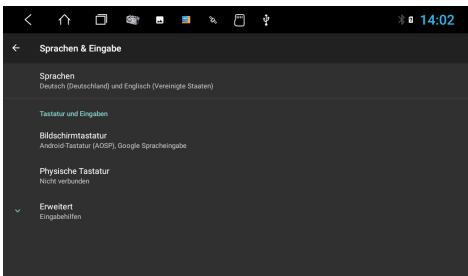 14:02
Sprachen & Eingabe
Sprachen
Deutsch (Deutschland) und Englisch (Vereinigte Staaten)
Tastatur und Eingaben
Bildschirmtastatur
Android-Tastatur (AOSP), Google Spracheingabe
Physische Tastatur
Nicht verbunden
Erweitert
Eingabehilfen